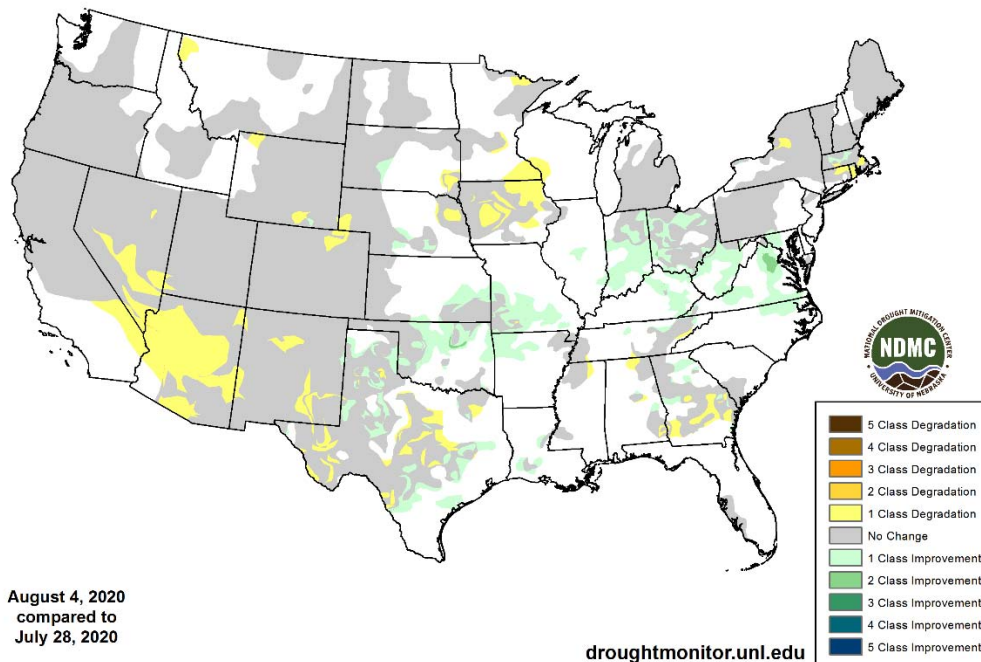 NATIONAL DROUGHT MITIGATION CENTER
NDMC
UNIVERSITY OF NEBRASKA
5 Class Degradation
4 Class Degradation
3 Class Degradation
2 Class Degradation
1 Class Degradation
No Change
1 Class Improvement
2 Class Improvement
3 Class Improvement
4 Class Improvement
5 Class Improvement
August 4, 2020
compared to
July 28, 2020
droughtmonitor.unl.edu